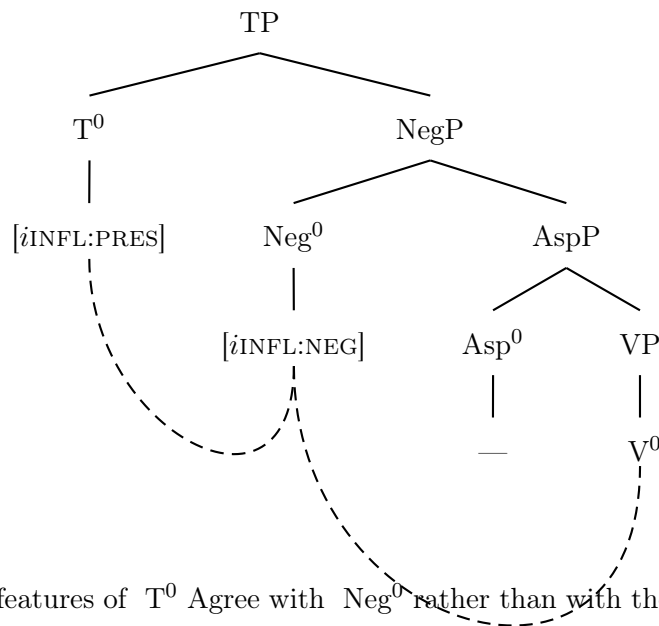 TP
T⁰ NegP
[iINFL:PRES] Neg⁰ AspP
[iINFL:NEG] Asp⁰ VP
— V⁰
features of T⁰ Agree with Neg⁰ rather than with th